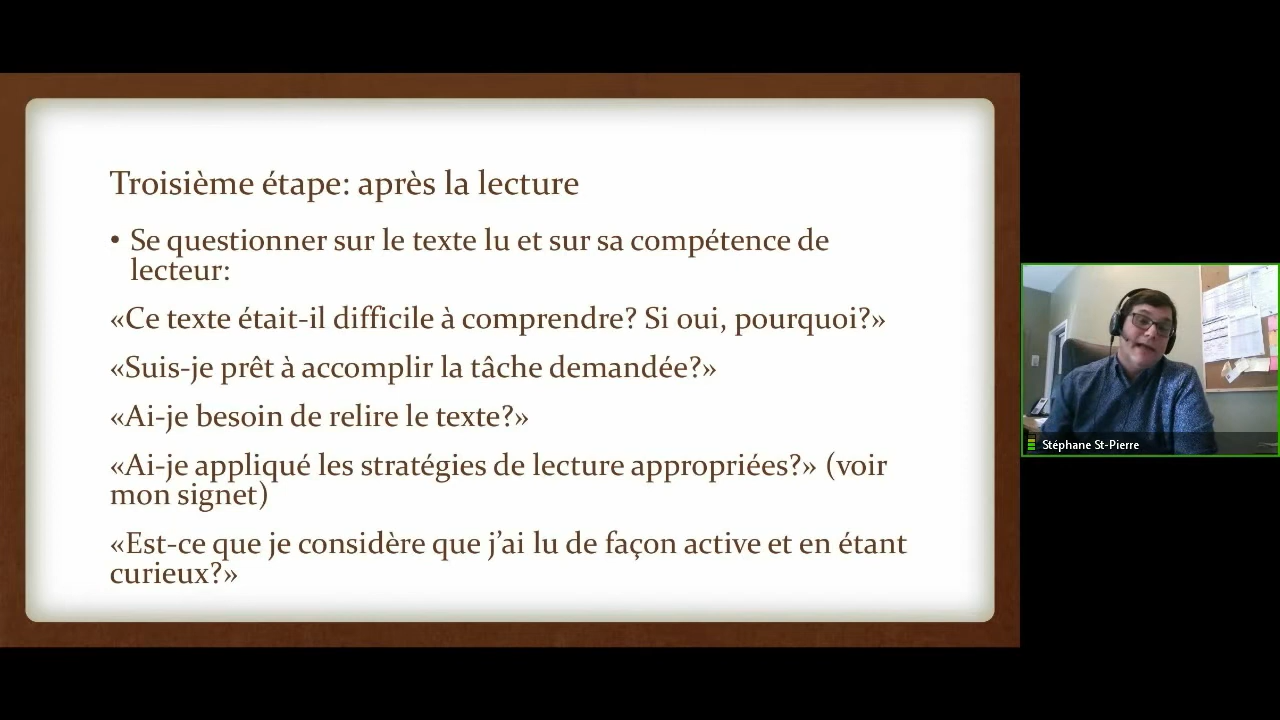 Troisième étape: après la lecture
• Se questionner sur le texte lu et sur sa compétence de
lecteur:
«Ce texte était-il difficile à comprendre? Si oui, pourquoi?»
«Suis-je prêt à accomplir la tâche demandée?»
«Ai-je besoin de relire le texte?»
«Ai-je appliqué les stratégies de lecture appropriées?» (voir
mon signet)
«Est-ce que je considère que j’ai lu de façon active et en étant
curieux?»
Stéphane St-Pierre